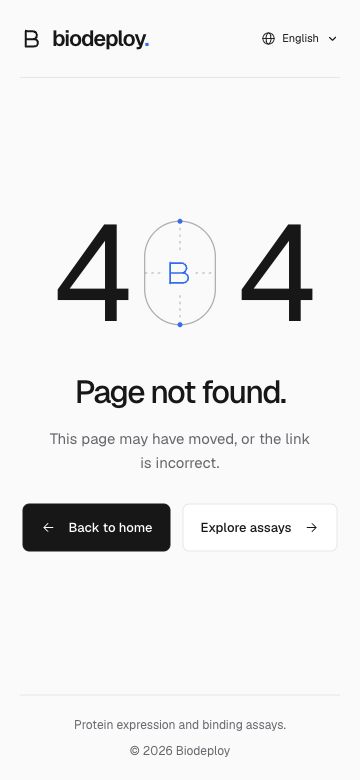 B biodeploy.
English
4 B 4
Page not found.
This page may have moved, or the link
is incorrect.
← Back to home
Explore assays →
Protein expression and binding assays.
© 2026 Biodeploy